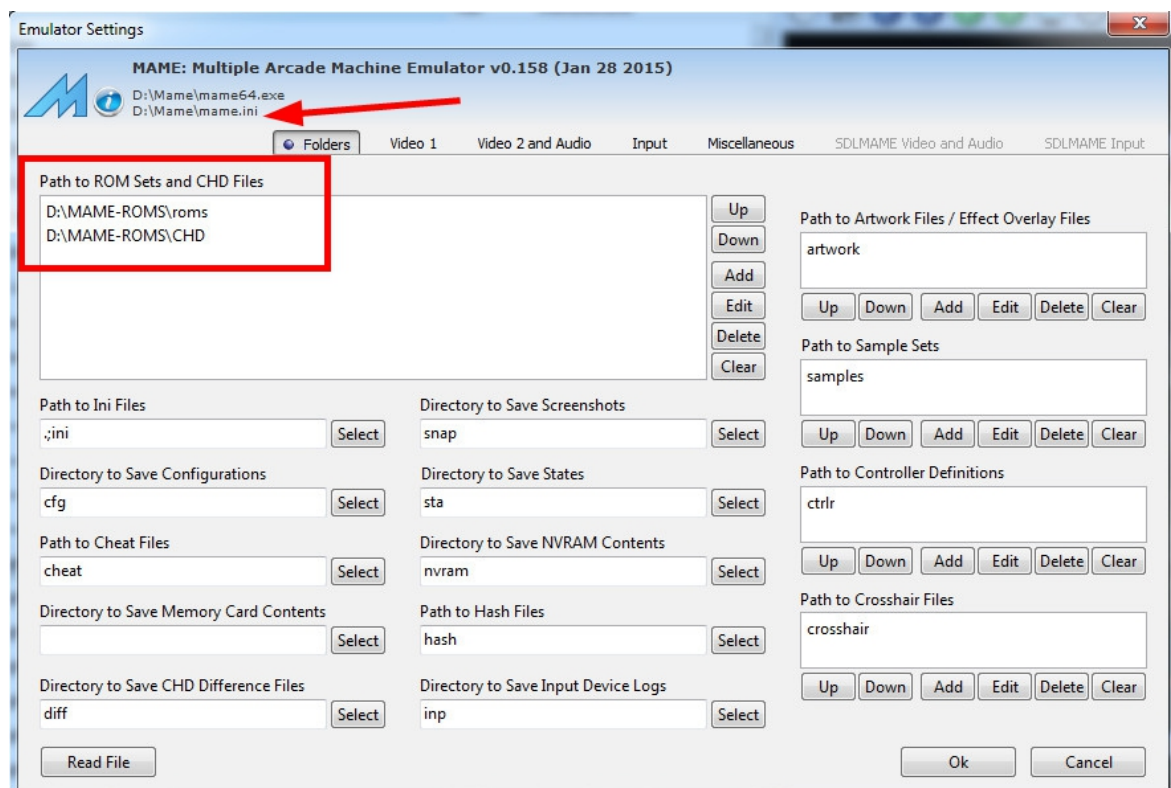 Emulator Settings
MAME: Multiple Arcade Machine Emulator v0.158 (Jan 28 2015)
D:\Mame\mame64.exe
D:\Mame\mame.ini
Folders Video 1 Video 2 and Audio Input Miscellaneous SDLMAME Video and Audio SDLMAME Input
Path to ROM Sets and CHD Files
D:\MAME-ROMS\roms
D:\MAME-ROMS\CHD
Up
Down
Add
Edit
Delete
Clear
Path to Ini Files
.;ini
Select
Directory to Save Configurations
cfg
Select
Path to Cheat Files
cheat
Select
Directory to Save Memory Card Contents
Select
Directory to Save CHD Difference Files
diff
Select
Directory to Save Screenshots
snap
Select
Directory to Save States
sta
Select
Directory to Save NVRAM Contents
nvram
Select
Path to Hash Files
hash
Select
Directory to Save Input Device Logs
inp
Select
Path to Artwork Files / Effect Overlay Files
artwork
Up Down Add Edit Delete Clear
Path to Sample Sets
samples
Up Down Add Edit Delete Clear
Path to Controller Definitions
ctrlr
Up Down Add Edit Delete Clear
Path to Crosshair Files
crosshair
Up Down Add Edit Delete Clear
Read File
Ok
Cancel